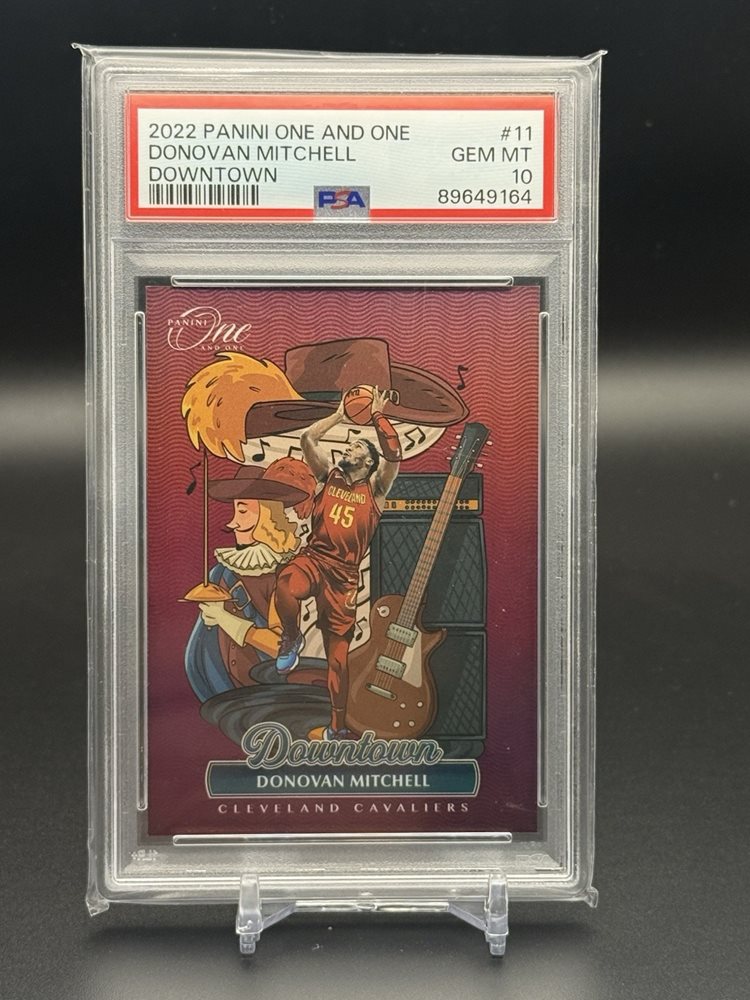 2022 PANINI ONE AND ONE #11
DONOVAN MITCHELL GEM MT
DOWNTOWN 10
PSA 89649164
PANINI
One
AND ONE
CLEVELAND
45
Downtown
DONOVAN MITCHELL
CLEVELAND CAVALIERS